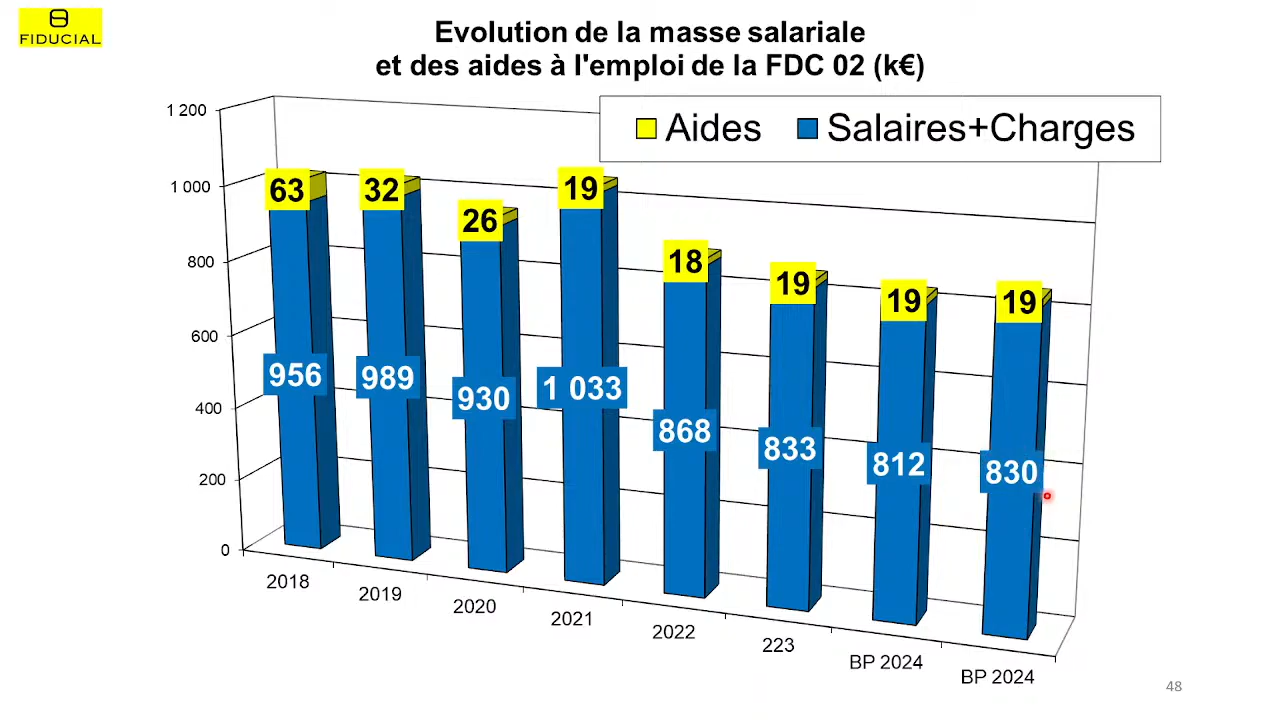 FIDUCIAL
Evolution de la masse salariale
et des aides à l'emploi de la FDC 02 (k€)
Aides Salaires+Charges
1 200
1 000
800
600
400
200
0
63 32 26 19 18 19 19 19
956 989 930 1 033 868 833 812 830
2018 2019 2020 2021 2022 223 BP 2024 BP 2024
48